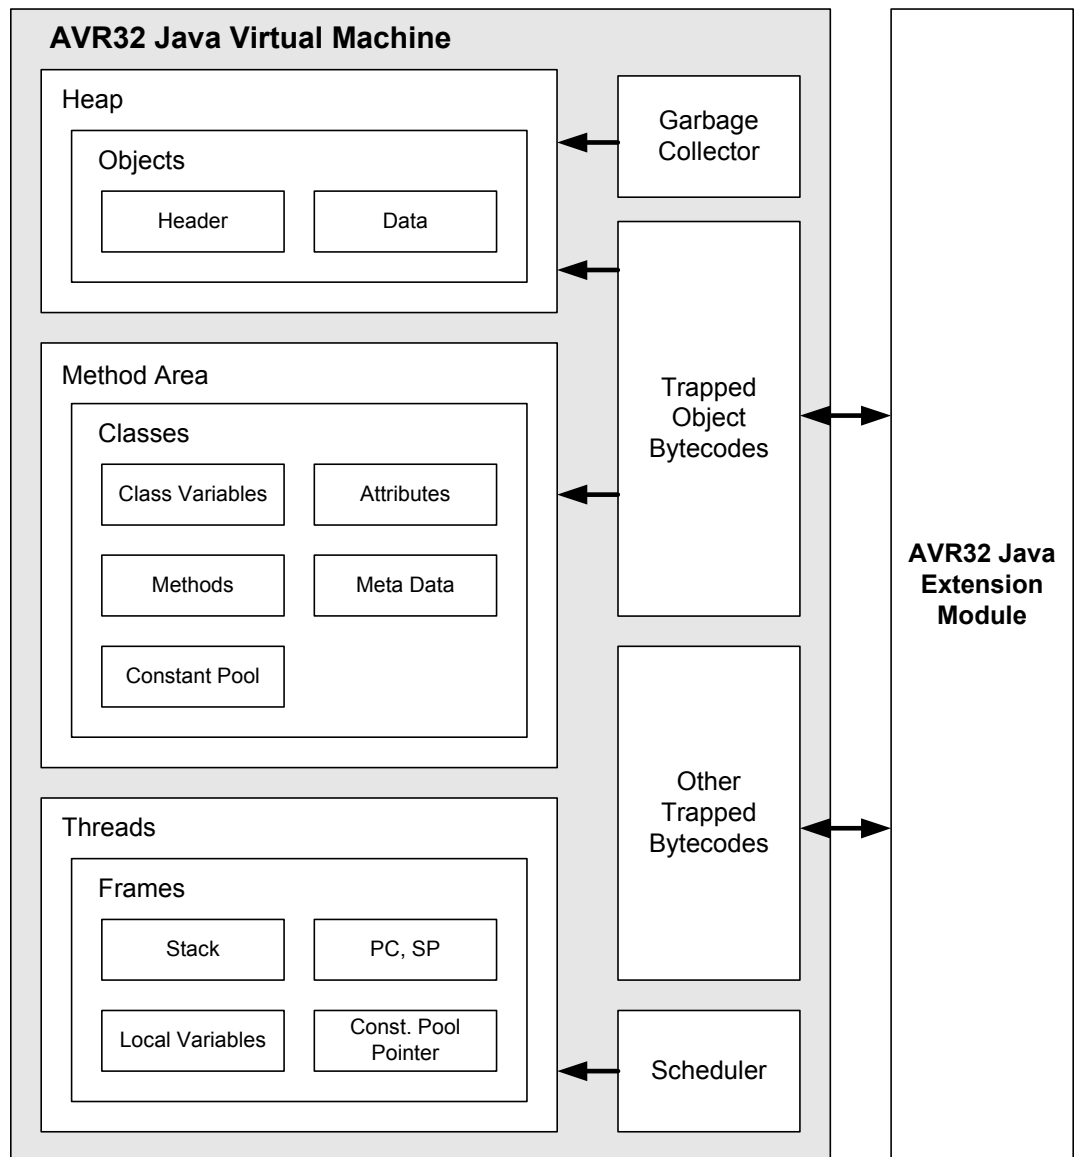 AVR32 Java Virtual Machine
Heap
Objects
Header
Data
Garbage
Collector
Method Area
Classes
Class Variables
Attributes
Methods
Meta Data
Constant Pool
Trapped
Object
Bytecodes
Threads
Frames
Stack
PC, SP
Local Variables
Const. Pool
Pointer
Other
Trapped
Bytecodes
Scheduler
AVR32 Java
Extension
Module